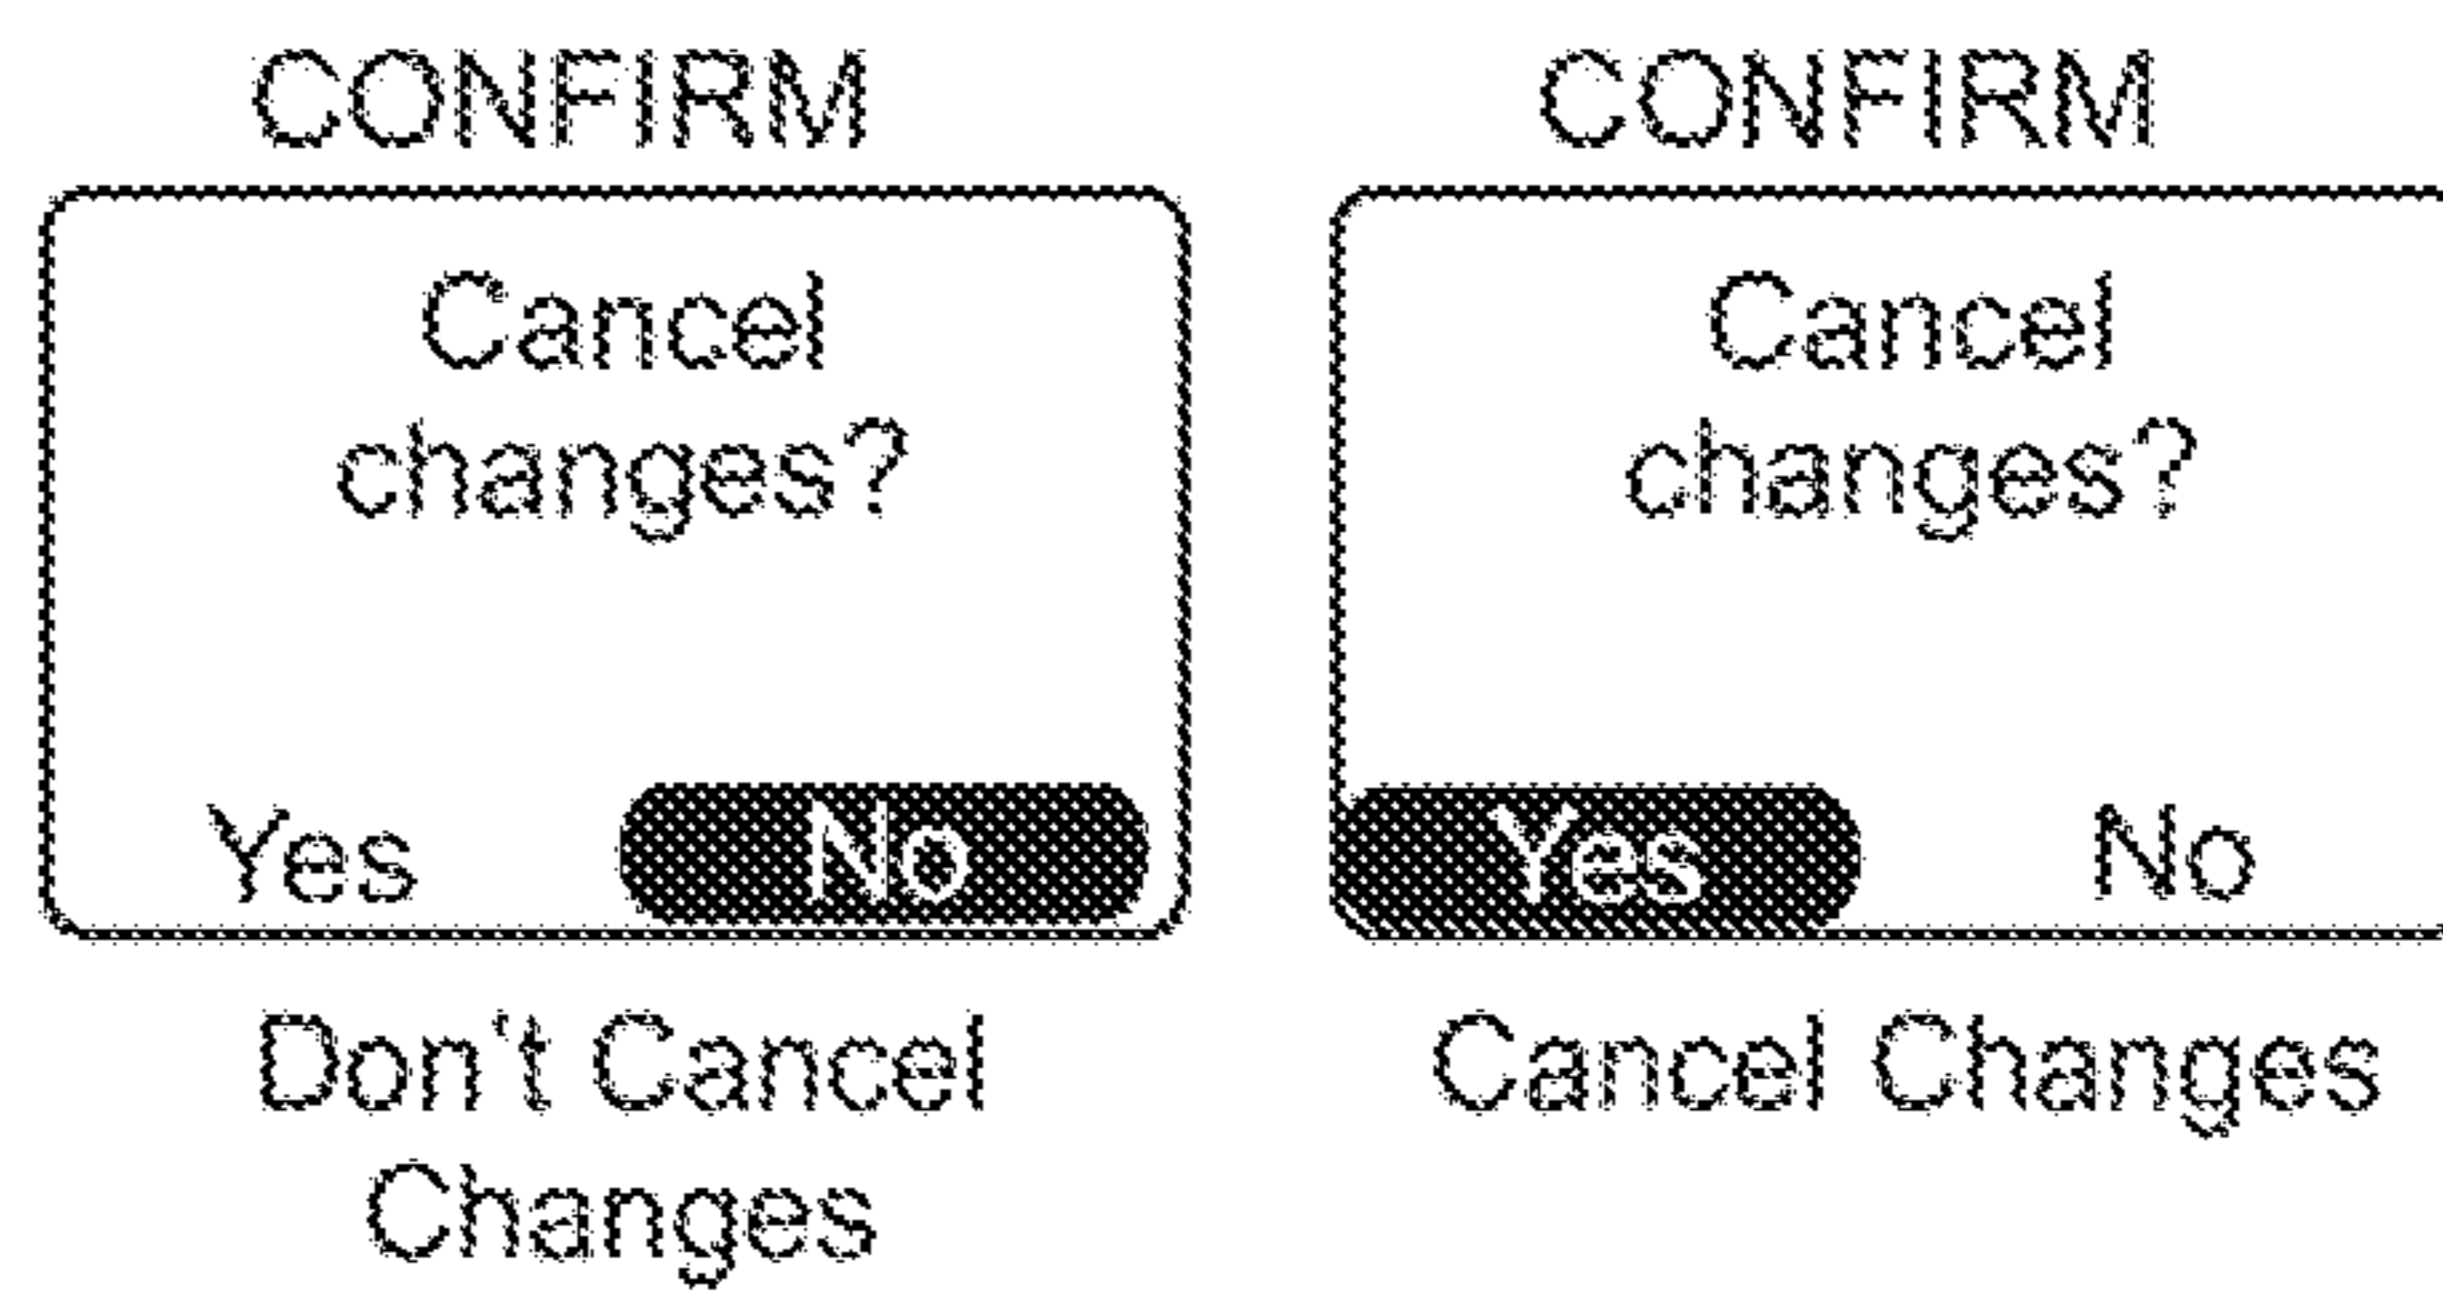 CONFIRM
Cancel
changes?
Yes No
Don't Cancel
Changes
CONFIRM
Cancel
changes?
Yes No
Cancel Changes